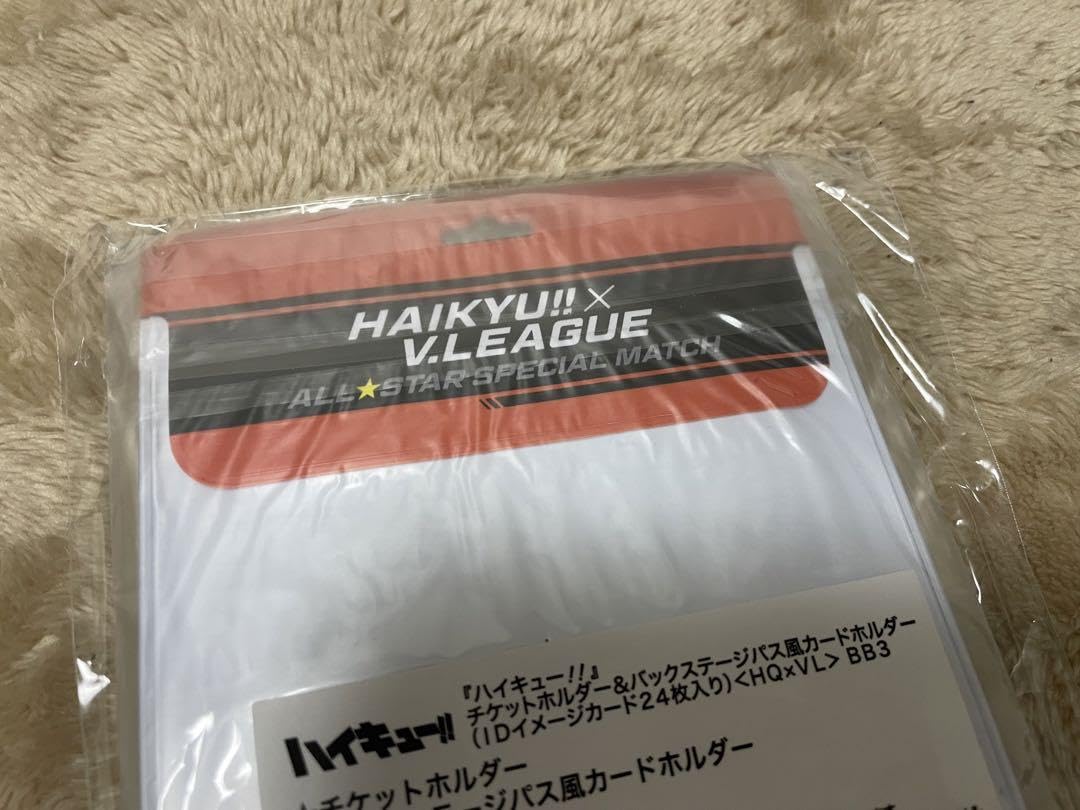 HAIKYU!!×
V.LEAGUE
ALL★STAR SPECIAL MATCH
『ハイキュー!!』
チケットホルダー&バックステージパス風カードホルダー
(IDイメージカード24枚入り)<HQ×VL> BB3
ハイキュー!!
チケットホルダー
ージパス風カードホルダー